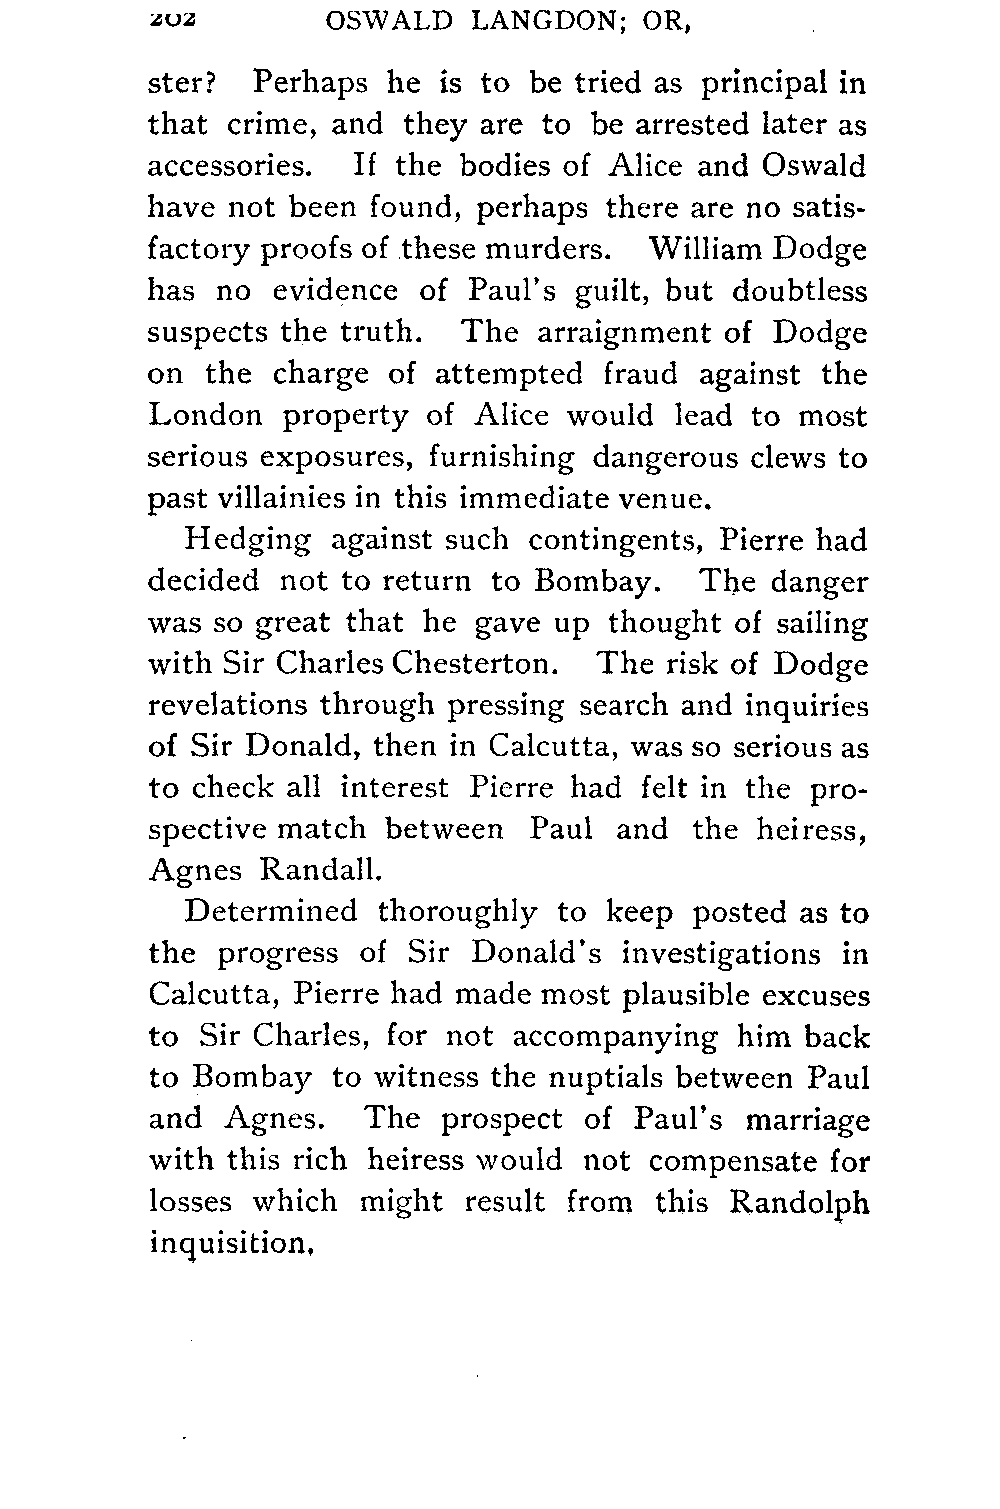 202 OSWALD LANGDON; OR,
ster? Perhaps he is to be tried as principal in
that crime, and they are to be arrested later as
accessories. If the bodies of Alice and Oswald
have not been found, perhaps there are no satis-
factory proofs of these murders. William Dodge
has no evidence of Paul's guilt, but doubtless
suspects the truth. The arraignment of Dodge
on the charge of attempted fraud against the
London property of Alice would lead to most
serious exposures, furnishing dangerous clews to
past villainies in this immediate venue.
Hedging against such contingents, Pierre had
decided not to return to Bombay. The danger
was so great that he gave up thought of sailing
with Sir Charles Chesterton. The risk of Dodge
revelations through pressing search and inquiries
of Sir Donald, then in Calcutta, was so serious as
to check all interest Pierre had felt in the pro-
spective match between Paul and the heiress,
Agnes Randall.
Determined thoroughly to keep posted as to
the progress of Sir Donald's investigations in
Calcutta, Pierre had made most plausible excuses
to Sir Charles, for not accompanying him back
to Bombay to witness the nuptials between Paul
and Agnes. The prospect of Paul's marriage
with this rich heiress would not compensate for
losses which might result from this Randolph
inquisition.